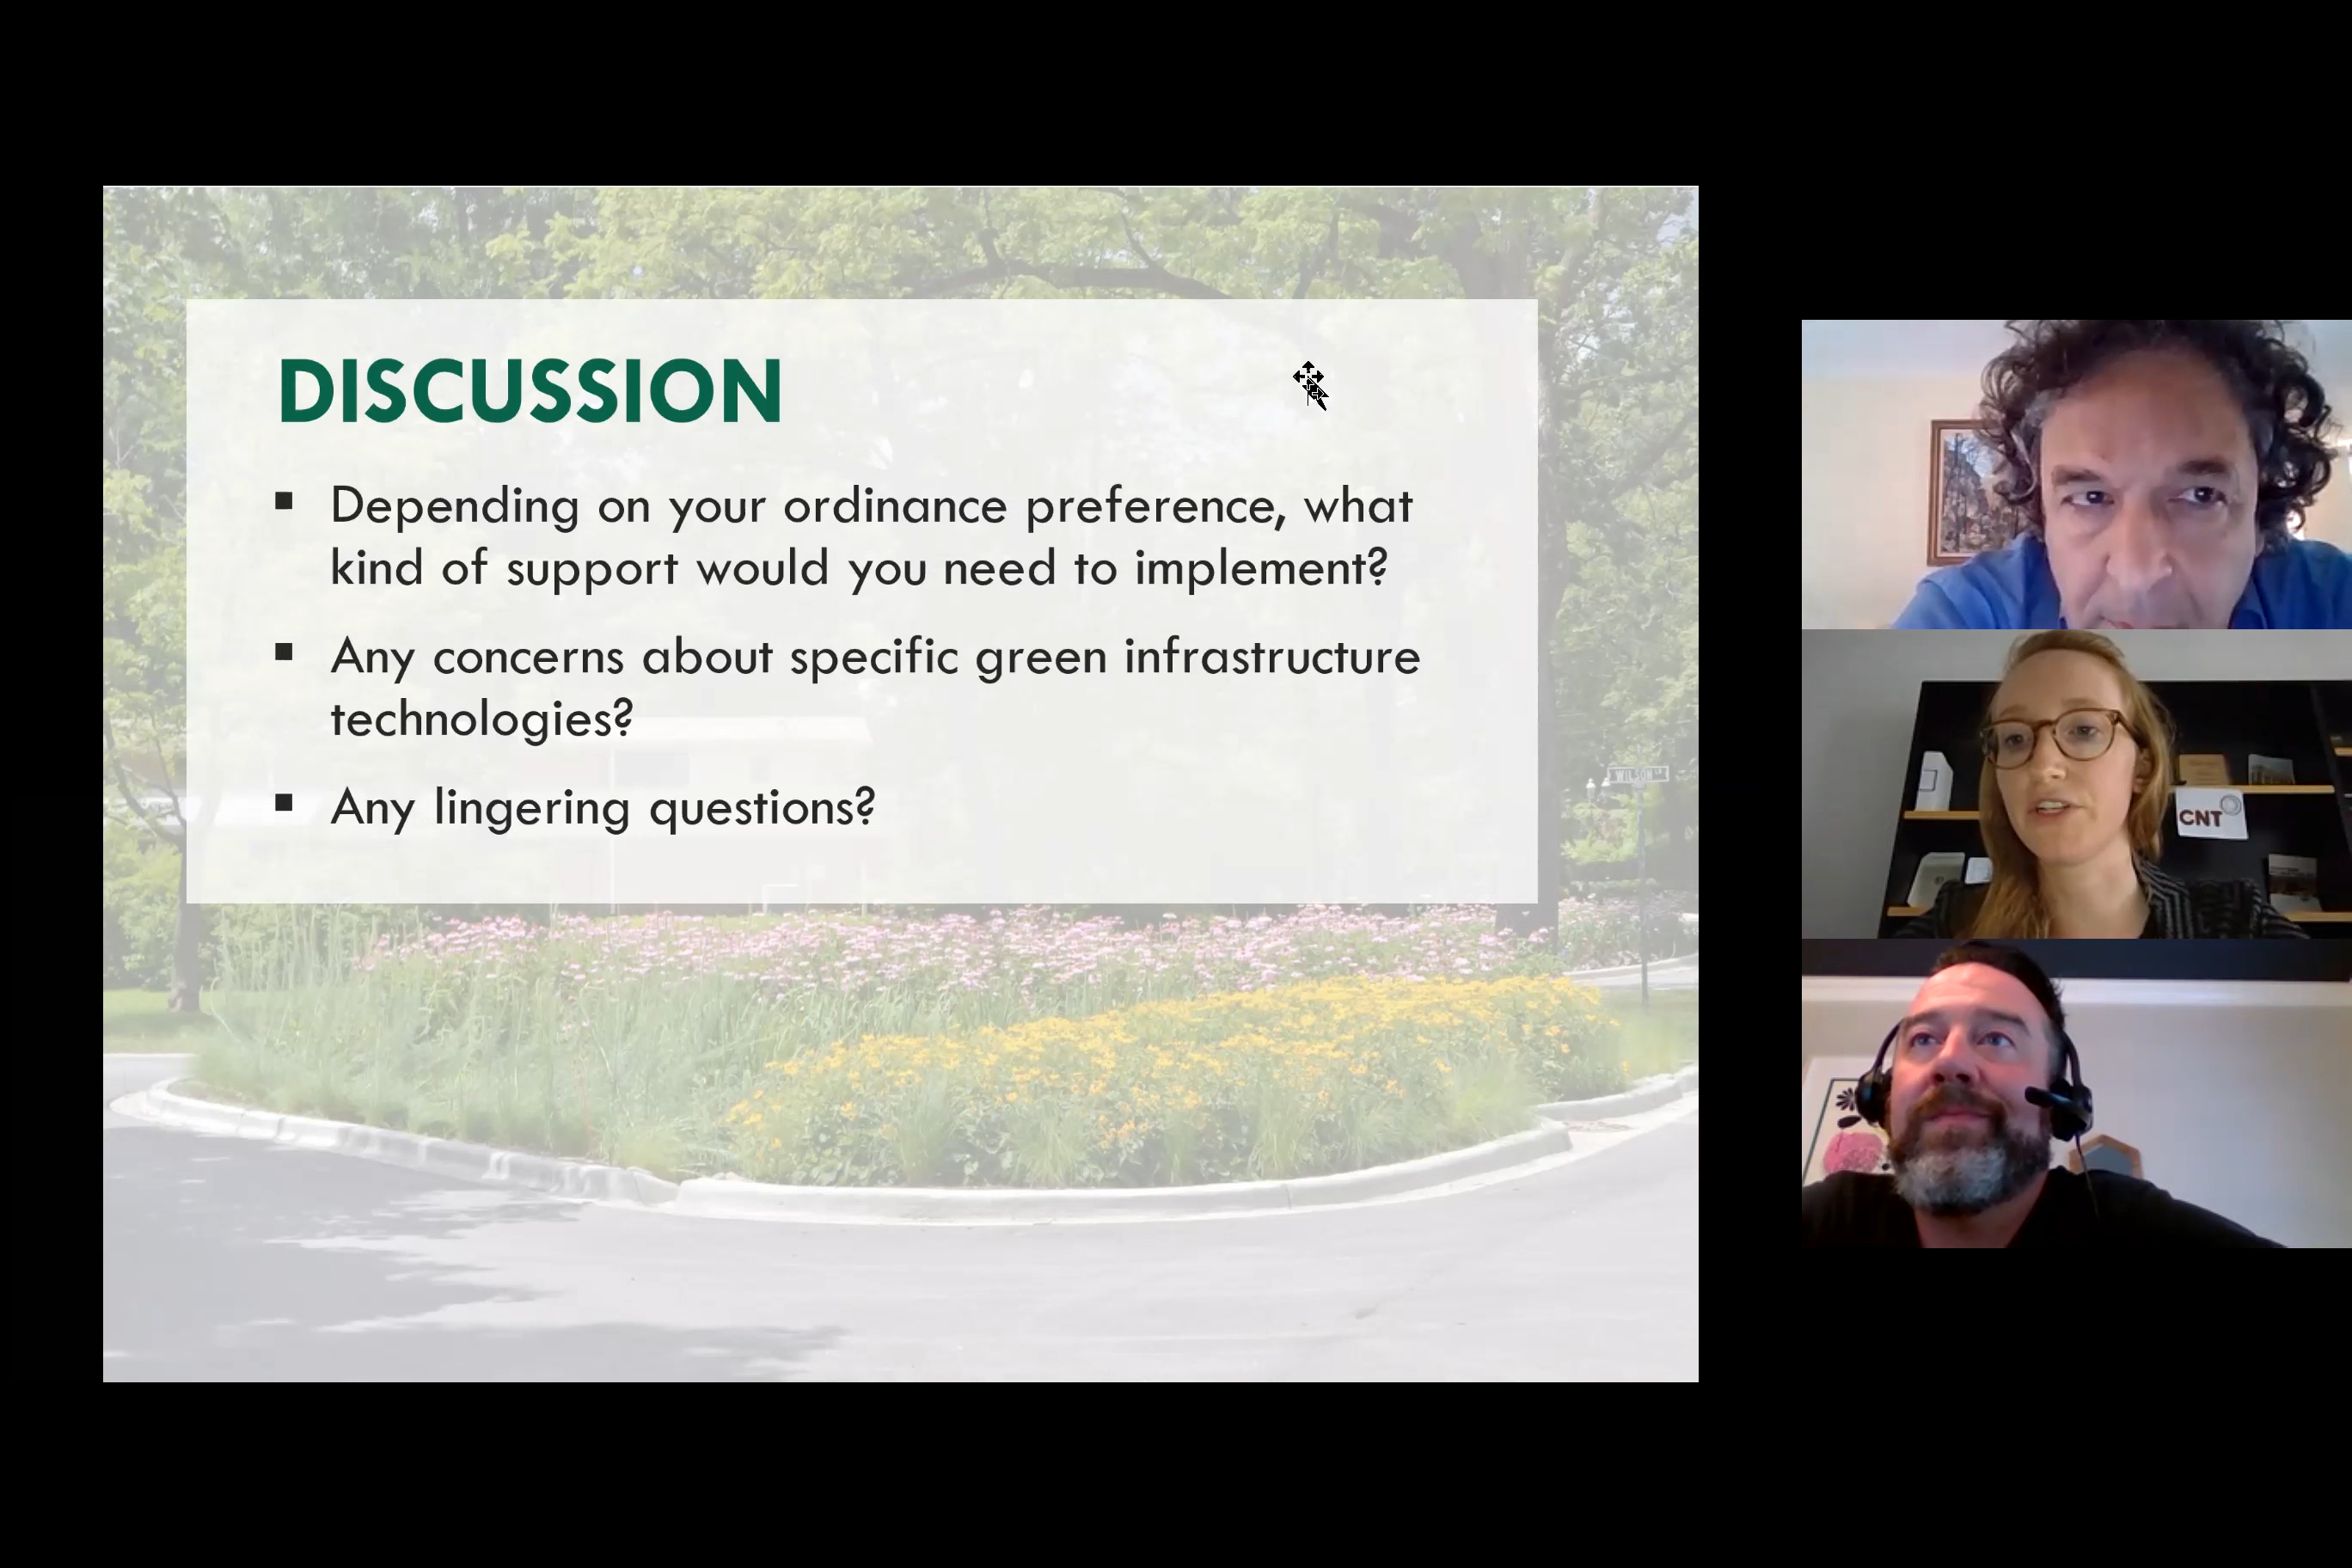 DISCUSSION
▪ Depending on your ordinance preference, what
kind of support would you need to implement?
▪ Any concerns about specific green infrastructure
technologies?
▪ Any lingering questions?
WILSON
CNT